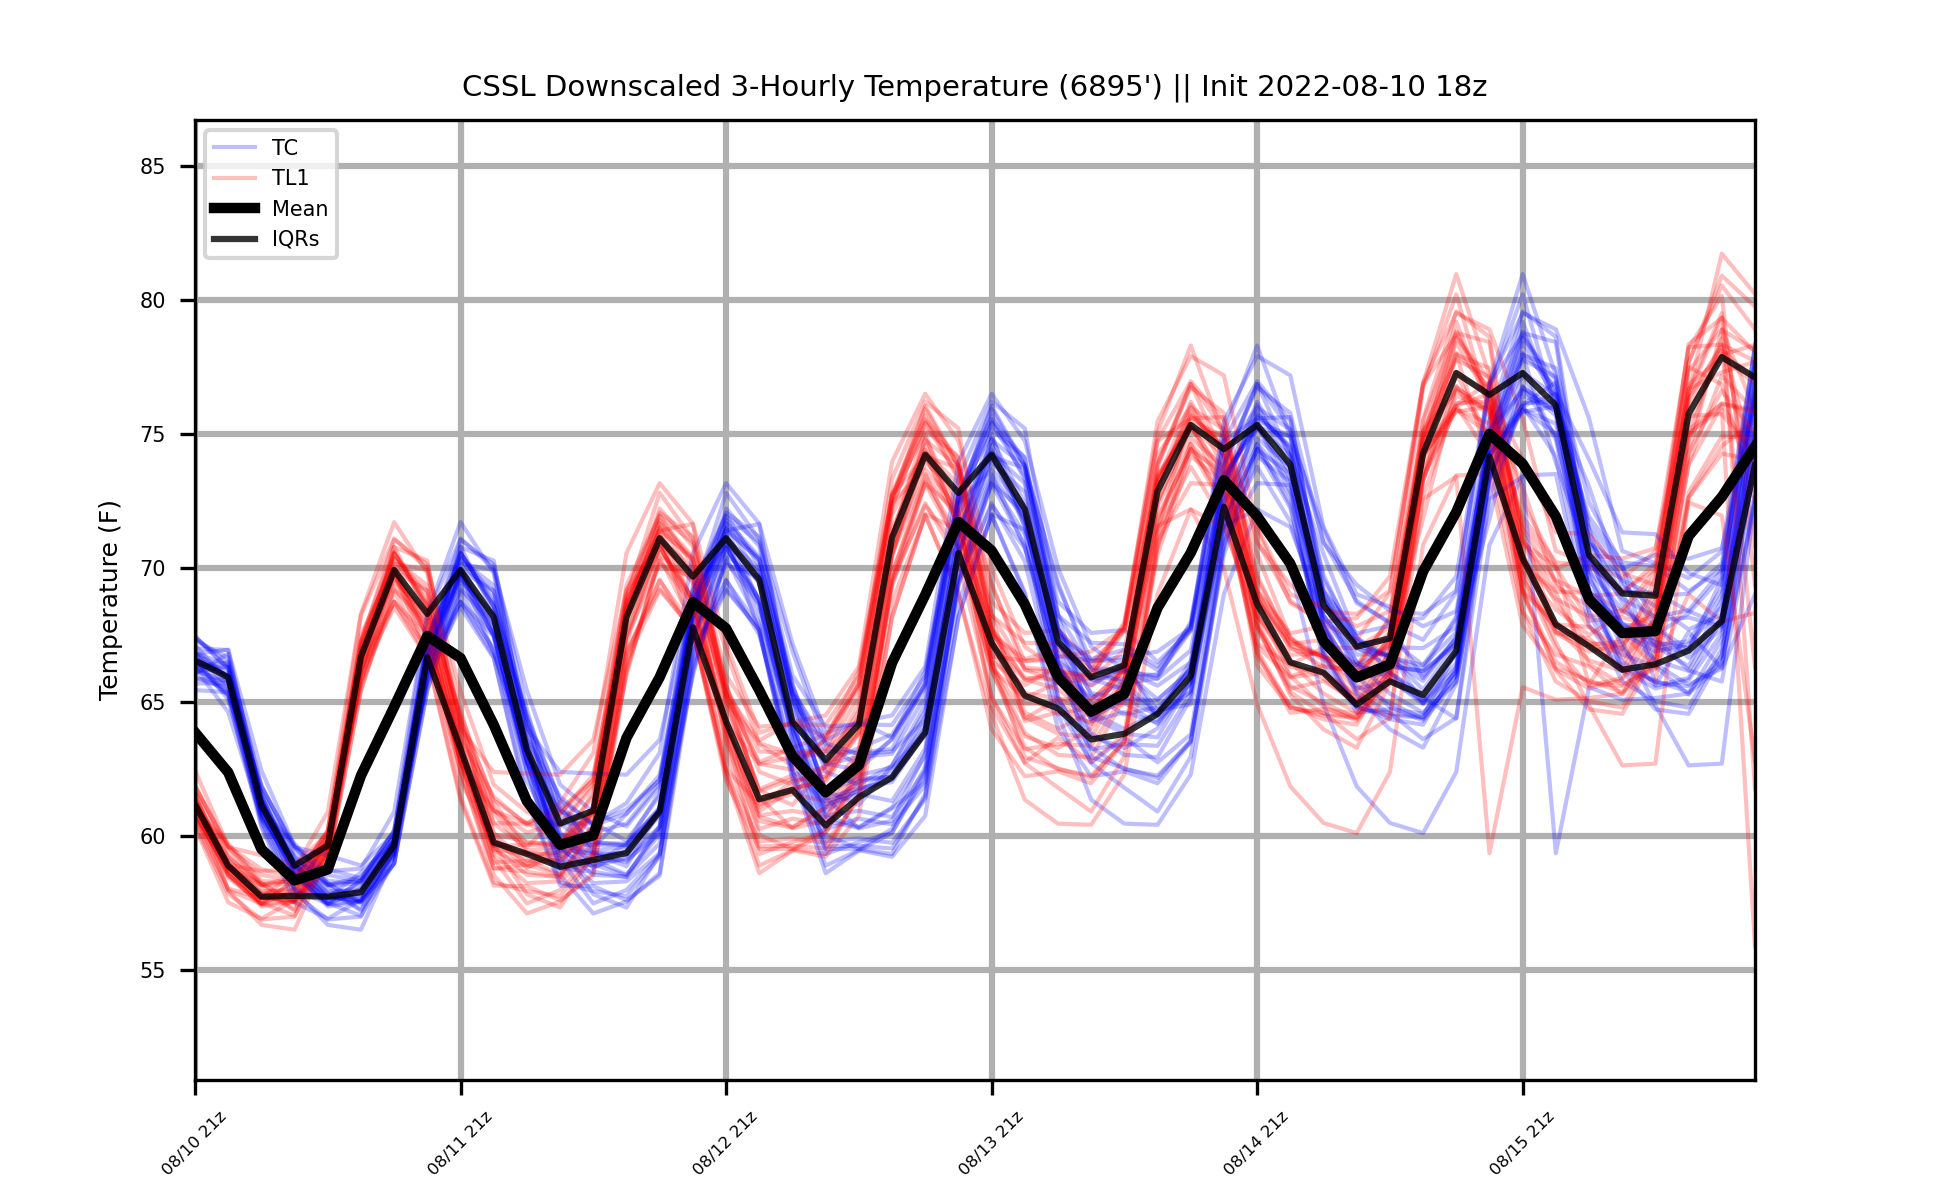 CSSL Downscaled 3-Hourly Temperature (6895') || Init 2022-08-10 18z
TC
TL1
Mean
IQRs
Temperature (F)
85
80
75
70
65
60
55
08/10 21z
08/11 21z
08/12 21z
08/13 21z
08/14 21z
08/15 21z